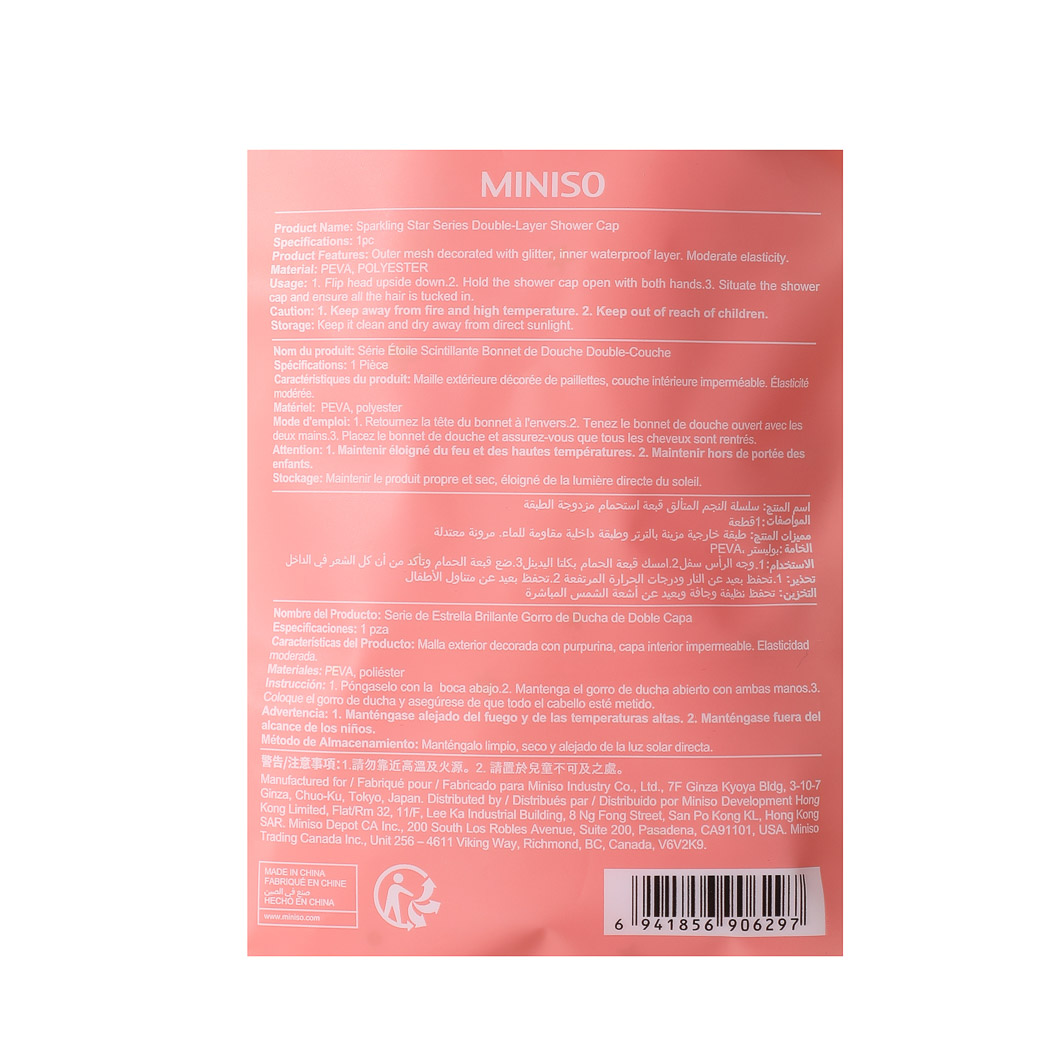 MINISO
Product Name: Sparkling Star Series Double-Layer Shower Cap
Specifications: 1pc
Product Features: Outer mesh decorated with glitter, inner waterproof layer. Moderate elasticity.
Material: PEVA, POLYESTER
Usage: 1. Flip head upside down.2. Hold the shower cap open with both hands.3. Situate the shower
cap and ensure all the hair is tucked in.
Caution: 1. Keep away from fire and high temperature. 2. Keep out of reach of children.
Storage: Keep it clean and dry away from direct sunlight.
Nom du produit: Série Étoile Scintillante Bonnet de Douche Double-Couche
Spécifications: 1 Pièce
Caractéristiques du produit: Maille extérieure décorée de paillettes, couche intérieure imperméable. Élasticité
modérée.
Matériel: PEVA, polyester
Mode d'emploi: 1. Retournez la tête du bonnet à l'envers.2. Tenez le bonnet de douche ouvert avec les
deux mains.3. Placez le bonnet de douche et assurez-vous que tous les cheveux sont rentrés.
Attention: 1. Maintenir éloigné du feu et des hautes températures. 2. Maintenir hors de portée des
enfants.
Stockage: Maintenir le produit propre et sec, éloigné de la lumière directe du soleil.
اسم المنتج: سلسلة النجم المتألق قبعة استحمام مزدوجة الطبقة
المواصفات:1قطعة
مميزات المنتج: طبقة خارجية مزينة بالترتر وطبقة داخلية مقاومة للماء. مرونة معتدلة
الخامة:بوليستر ،PEVA
الاستخدام:1.وجه الرأس سفل2.امسك قبعة الحمام بكلتا اليدينل3.ضع قبعة الحمام وتأكد من أن كل الشعر في الداخل
تحذير: 1.تحفظ بعيد عن النار ودرجات الحرارة المرتفعة 2.تحفظ بعيد عن متناول الأطفال
التخزين: تحفظ نظيفة وجافة وبعيد عن أشعة الشمس المباشرة
Nombre del Producto: Serie de Estrella Brillante Gorro de Ducha de Doble Capa
Especificaciones: 1 pza
Características del Producto: Malla exterior decorada con purpurina, capa interior impermeable. Elasticidad
moderada.
Materiales: PEVA, poliéster
Instrucción: 1. Póngaselo con la boca abajo.2. Mantenga el gorro de ducha abierto con ambas manos.3.
Coloque el gorro de ducha y asegúrese de que todo el cabello esté metido.
Advertencia: 1. Manténgase alejado del fuego y de las temperaturas altas. 2. Manténgase fuera del
alcance de los niños.
Método de Almacenamiento: Manténgalo limpio, seco y alejado de la luz solar directa.
警告/注意事項:1.請勿靠近高溫及火源。2. 請置於兒童不可及之處。
Manufactured for / Fabriqué pour / Fabricado para Miniso Industry Co., Ltd., 7F Ginza Kyoya Bldg, 3-10-7
Ginza, Chuo-Ku, Tokyo, Japan. Distributed by / Distribués par / Distribuido por Miniso Development Hong
Kong Limited, Flat/Rm 32, 11/F, Lee Ka Industrial Building, 8 Ng Fong Street, San Po Kong KL, Hong Kong
SAR. Miniso Depot CA Inc., 200 South Los Robles Avenue, Suite 200, Pasadena, CA91101, USA. Miniso
Trading Canada Inc., Unit 256 – 4611 Viking Way, Richmond, BC, Canada, V6V2K9.
MADE IN CHINA
FABRIQUÉ EN CHINE
صنع في الصين
HECHO EN CHINA
www.miniso.com
6 941856 906297